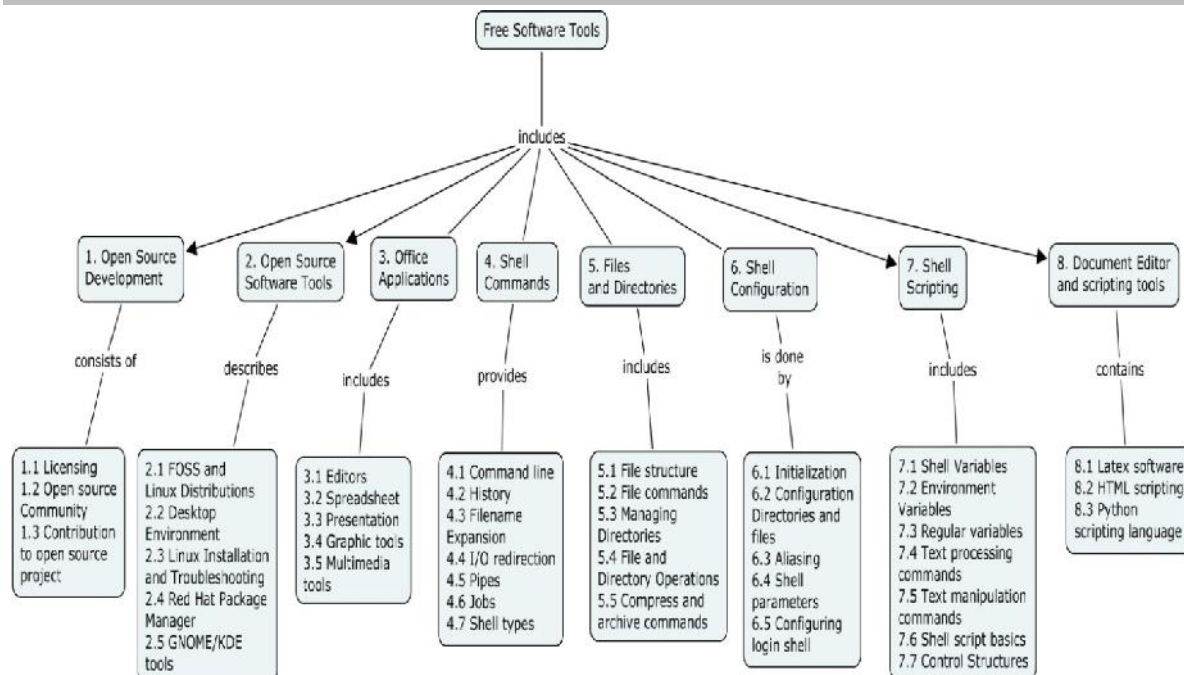 Free Software Tools
includes
1. Open Source
Development
2. Open Source
Software Tools
3. Office
Applications
4. Shell
Commands
5. Files
and Directories
6. Shell
Configuration
7. Shell
Scripting
8. Document Editor
and scripting tools
consists of
describes
includes
provides
includes
is done
by
includes
contains
1.1 Licensing
1.2 Open source
Community
1.3 Contribution
to open source
project
2.1 FOSS and
Linux Distributions
2.2 Desktop
Environment
2.3 Linux Installation
and Troubleshooting
2.4 Red Hat Package
Manager
2.5 GNOME/KDE
tools
3.1 Editors
3.2 Spreadsheet
3.3 Presentation
3.4 Graphic tools
3.5 Multimedia
tools
4.1 Command line
4.2 History
4.3 Filename
Expansion
4.4 I/O redirection
4.5 Pipes
4.6 Jobs
4.7 Shell types
5.1 File structure
5.2 File commands
5.3 Managing
Directories
5.4 File and
Directory Operations
5.5 Compress and
archive commands
6.1 Initialization
6.2 Configuration
Directories and
files
6.3 Aliasing
6.4 Shell
parameters
6.5 Configuring
login shell
7.1 Shell Variables
7.2 Environment
Variables
7.3 Regular variables
7.4 Text processing
commands
7.5 Text manipulation
commands
7.6 Shell script basics
7.7 Control Structures
8.1 Latex software
8.2 HTML scripting
8.3 Python
scripting language